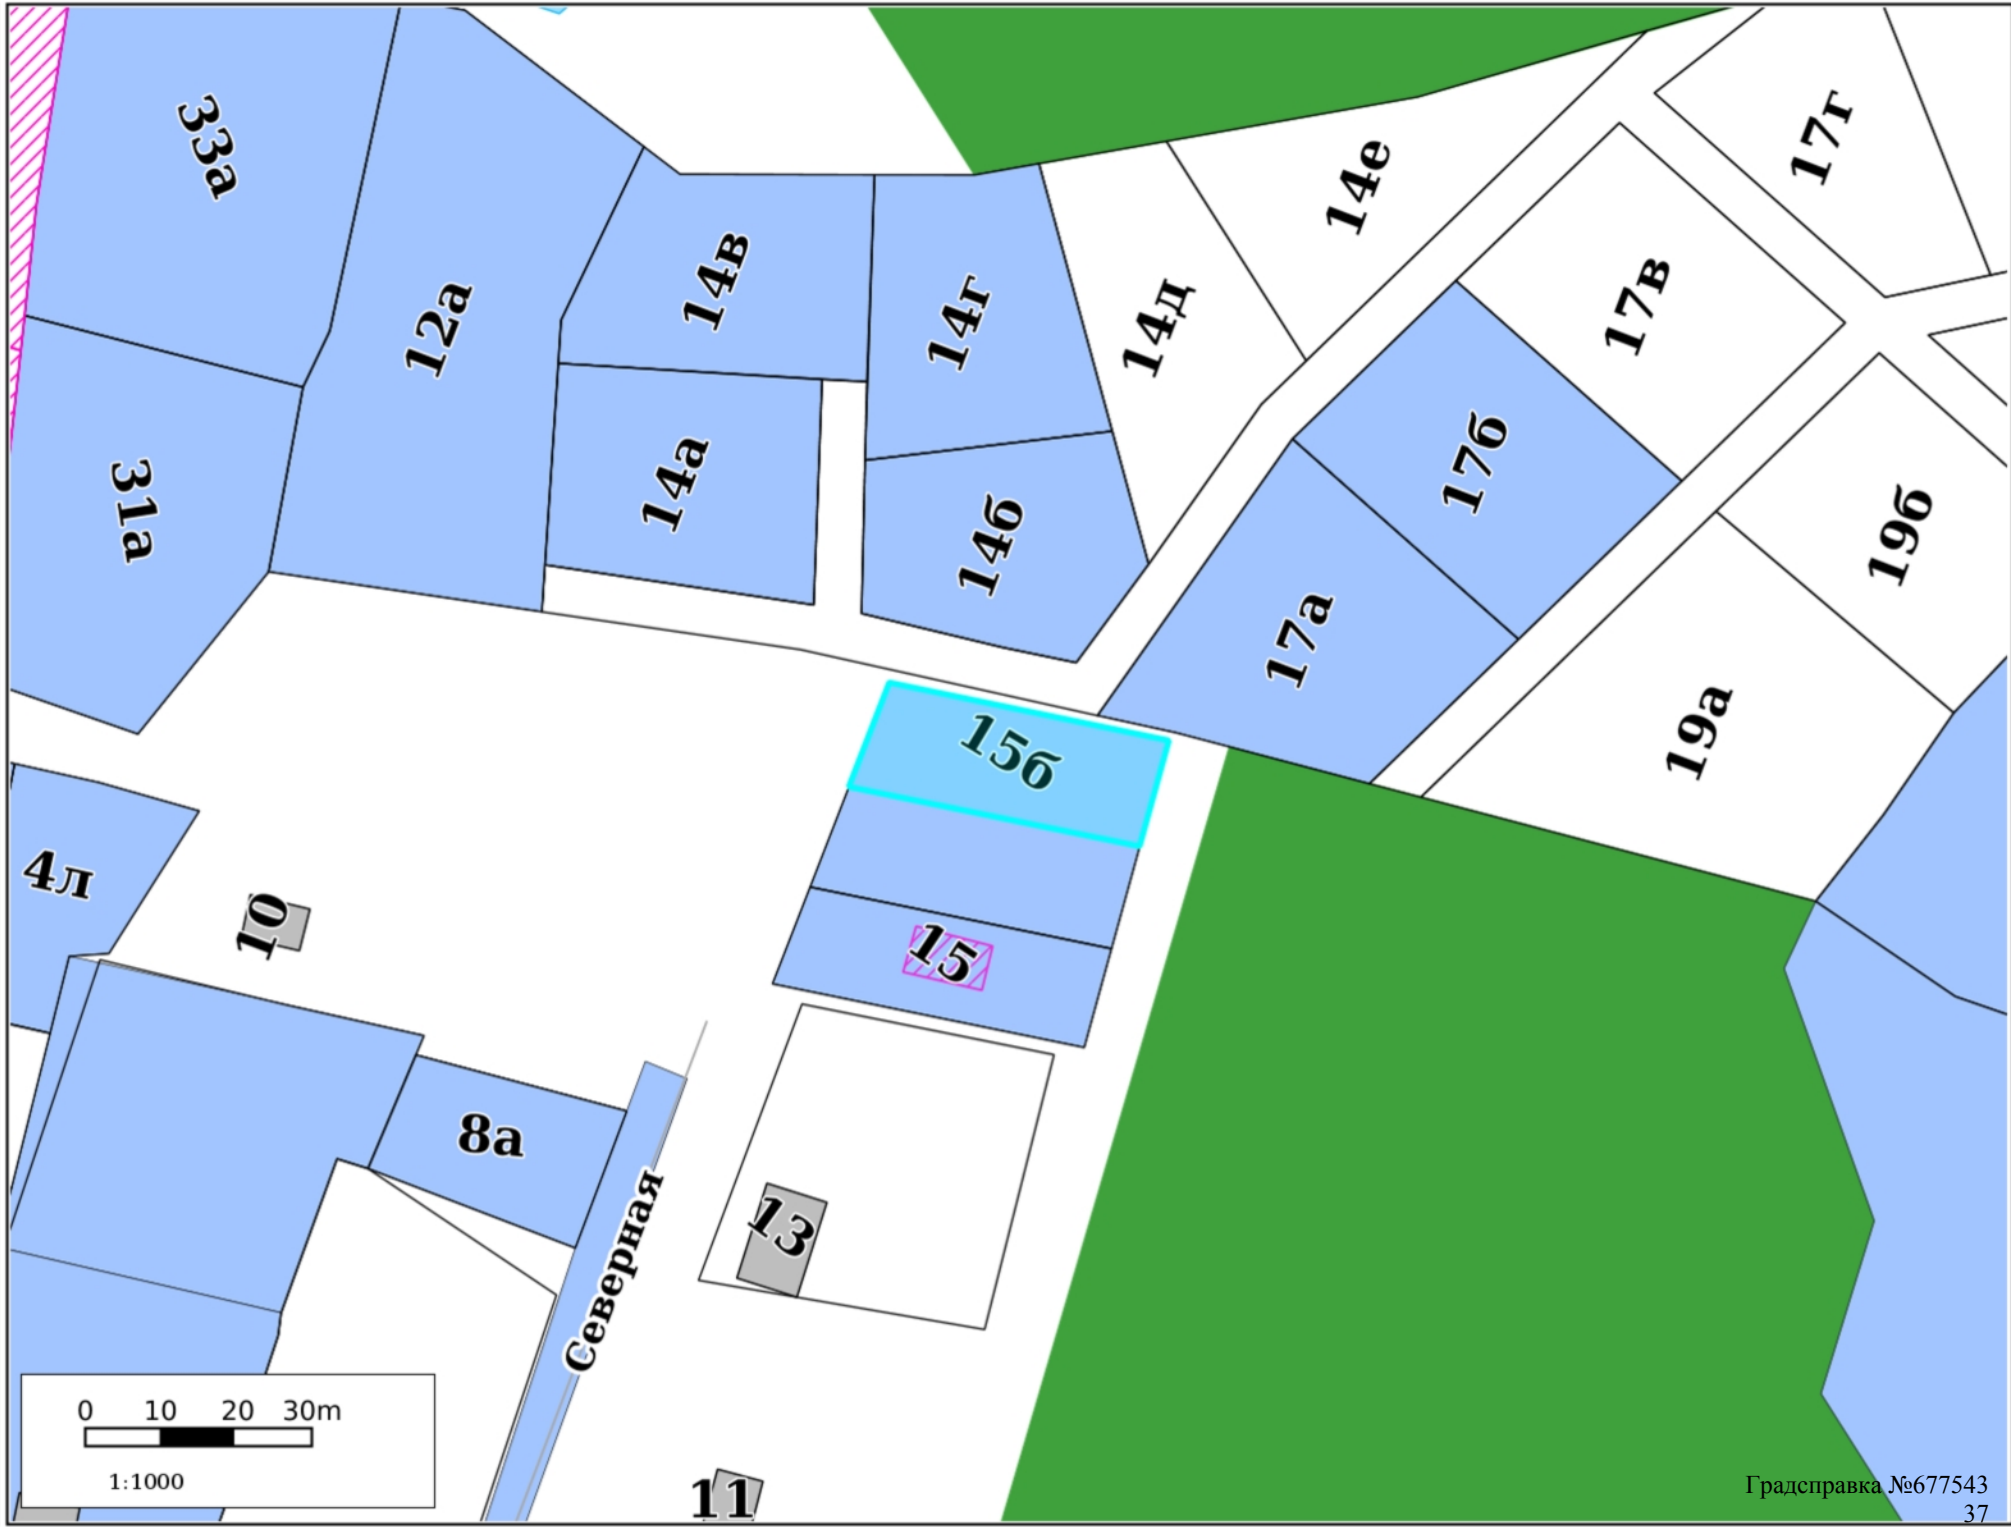 33а
17г
14е
12а
14в
14г
14д
17в
31а
14а
14б
17б
19б
17а
19а
15б
4л
10
15
8а
13
Северная
0 10 20 30m
1:1000
11
Градсправка №677543
37